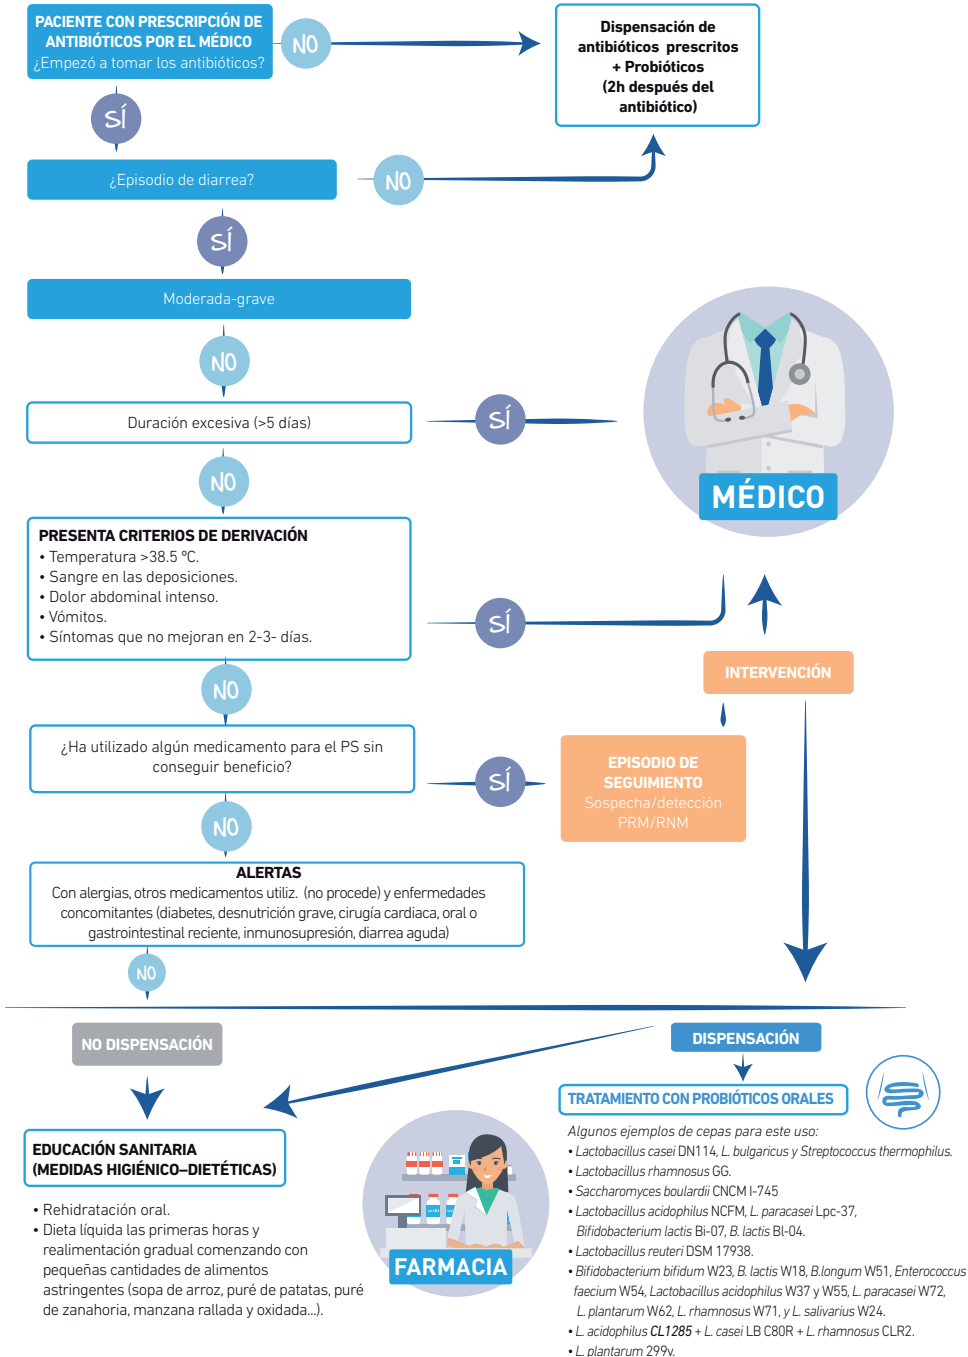 PACIENTE CON PRESCRIPCIÓN DE
ANTIBIÓTICOS POR EL MÉDICO
¿Empezó a tomar los antibióticos?
NO
Dispensación de
antibióticos prescritos
+ Probióticos
(2h después del
antibiótico)
SÍ
¿Episodio de diarrea?
NO
SÍ
Moderada-grave
NO
Duración excesiva (>5 días)
SÍ
MÉDICO
NO
PRESENTA CRITERIOS DE DERIVACIÓN
• Temperatura >38.5 ºC.
• Sangre en las deposiciones.
• Dolor abdominal intenso.
• Vómitos.
• Síntomas que no mejoran en 2-3- días.
SÍ
INTERVENCIÓN
NO
¿Ha utilizado algún medicamento para el PS sin
conseguir beneficio?
SÍ
EPISODIO DE
SEGUIMIENTO
Sospecha/detección
PRM/RNM
NO
ALERTAS
Con alergias, otros medicamentos utiliz. (no procede) y enfermedades
concomitantes (diabetes, desnutrición grave, cirugía cardiaca, oral o
gastrointestinal reciente, inmunosupresión, diarrea aguda)
NO
NO DISPENSACIÓN
DISPENSACIÓN
EDUCACIÓN SANITARIA
(MEDIDAS HIGIÉNICO–DIETÉTICAS)
• Rehidratación oral.
• Dieta líquida las primeras horas y
realimentación gradual comenzando con
pequeñas cantidades de alimentos
astringentes (sopa de arroz, puré de patatas, puré
de zanahoria, manzana rallada y oxidada...).
FARMACIA
TRATAMIENTO CON PROBIÓTICOS ORALES
Algunos ejemplos de cepas para este uso:
• Lactobacillus casei DN114, L. bulgaricus y Streococcus thermophilus.
• Lactobacillus rhamnosus GG.
• Saccharomyces boulardii CNCM I-745
• Lactobacillus acidophilus NCFM, L. paracasei Lpc-37,
Bifidobacterium lactis Bi-07, B. lactis Bl-04.
• Lactobacillus reuteri DSM 17938.
• Bifidobacterium bifidum W23, B. lactis W18, B.longum W51, Enterococcus
faecium W54, Lactobacillus acidophilus W37 y W55, L. paracasei W72,
L. plantarum W62, L. rhamnosus W71, y L. salivarius W24.
• L. acidophilus CL1285 + L. casei LB C80R + L. rhamnosus CLR2.
• L. plantarum 299v.